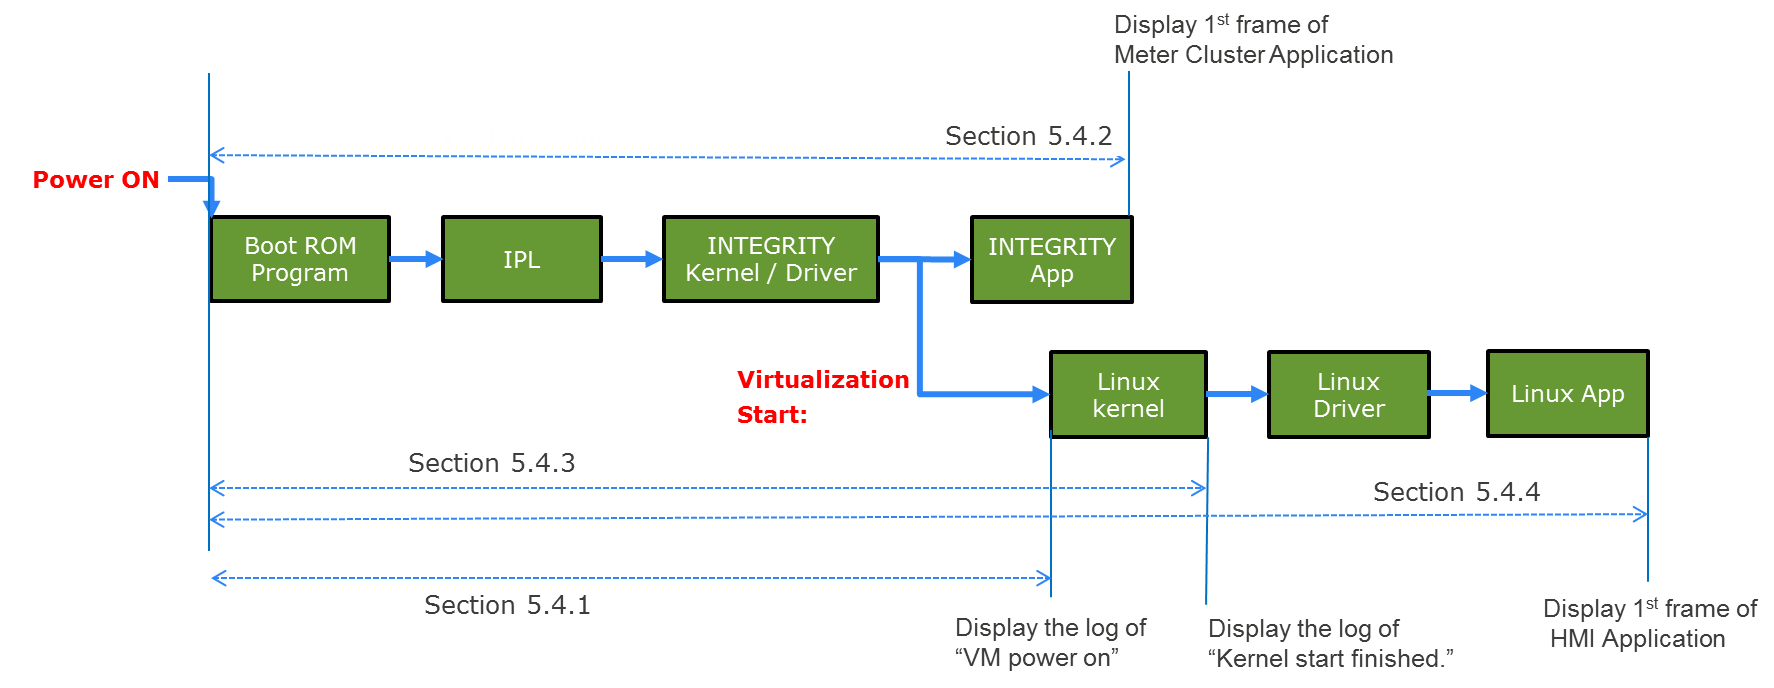 Display 1st frame of
Meter Cluster Application
Section 5.4.2
Power ON
Boot ROM
Program
IPL
INTEGRITY
Kernel / Driver
INTEGRITY
App
Virtualization
Start:
Linux
kernel
Linux
Driver
Linux App
Section 5.4.3
Section 5.4.4
Section 5.4.1
Display the log of
“VM power on”
Display the log of
“Kernel start finished.”
Display 1st frame of
HMI Application